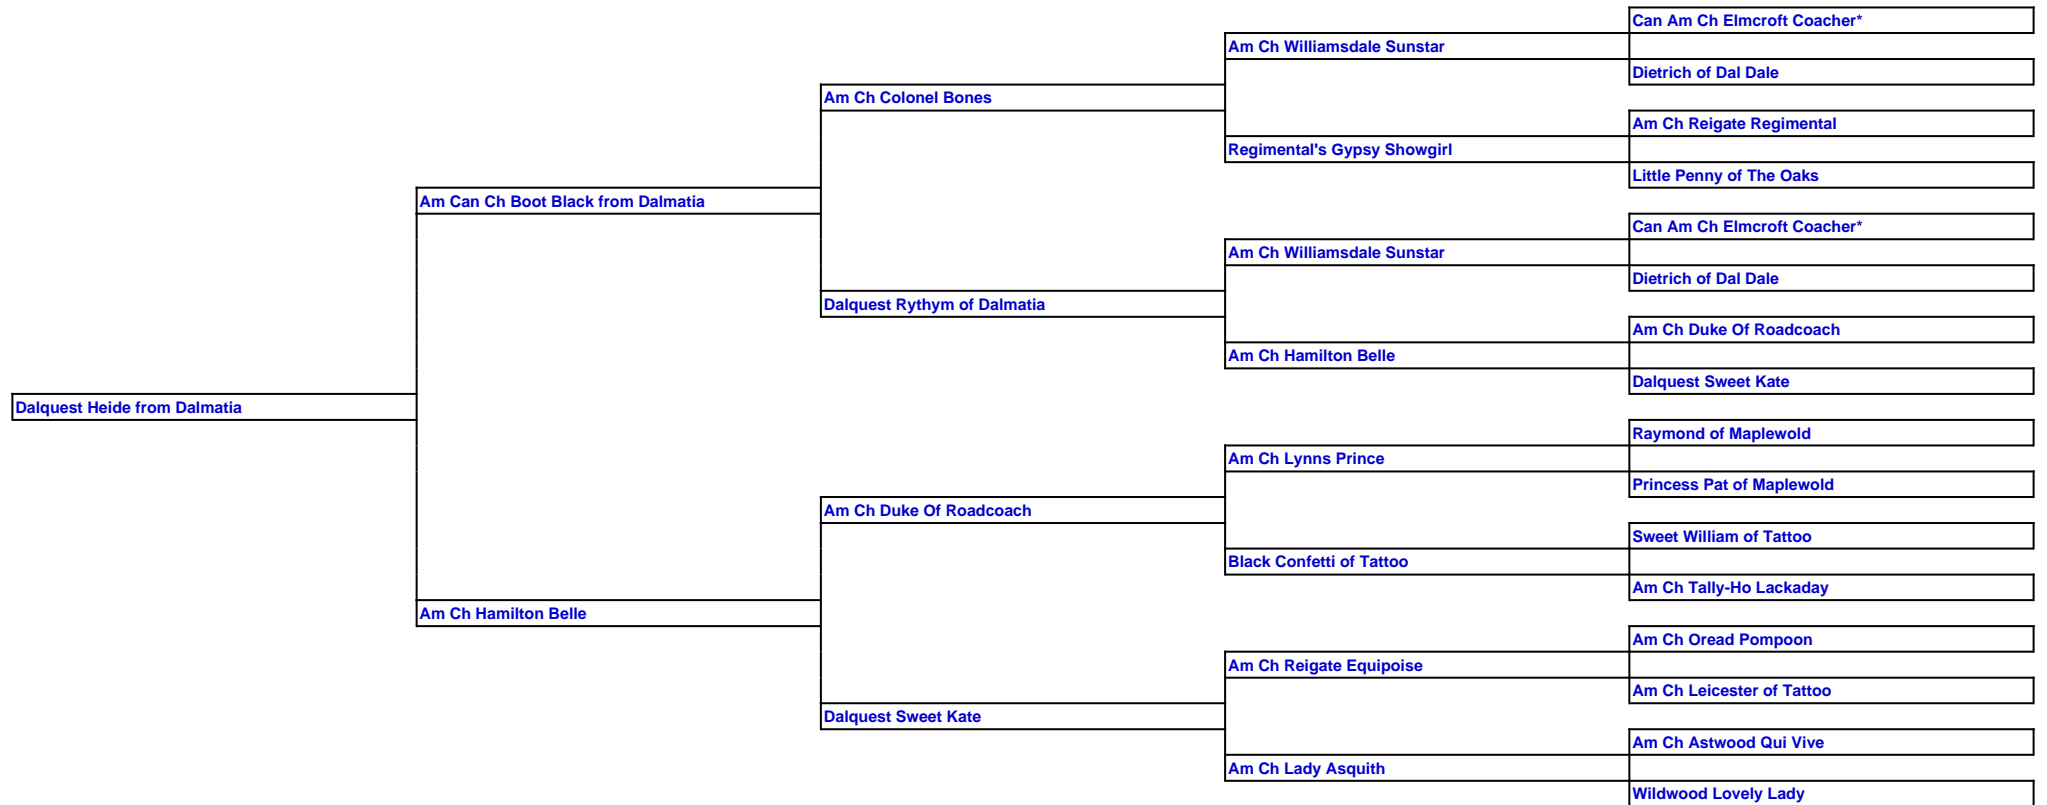 Can Am Ch Elmcroft Coacher*
Am Ch Williamsdale Sunstar
Dietrich of Dal Dale
Am Ch Colonel Bones
Am Ch Reigate Regimental
Regimental's Gypsy Showgirl
Little Penny of The Oaks
Am Can Ch Boot Black from Dalmatia
Can Am Ch Elmcroft Coacher*
Am Ch Williamsdale Sunstar
Dietrich of Dal Dale
Dalquest Rythym of Dalmatia
Am Ch Duke Of Roadcoach
Am Ch Hamilton Belle
Dalquest Sweet Kate
Dalquest Heide from Dalmatia
Raymond of Maplewold
Am Ch Lynns Prince
Princess Pat of Maplewold
Am Ch Duke Of Roadcoach
Sweet William of Tattoo
Black Confetti of Tattoo
Am Ch Tally-Ho Lackaday
Am Ch Hamilton Belle
Am Ch Oread Pompoon
Am Ch Reigate Equipoise
Am Ch Leicester of Tattoo
Dalquest Sweet Kate
Am Ch Astwood Qui Vive
Am Ch Lady Asquith
Wildwood Lovely Lady